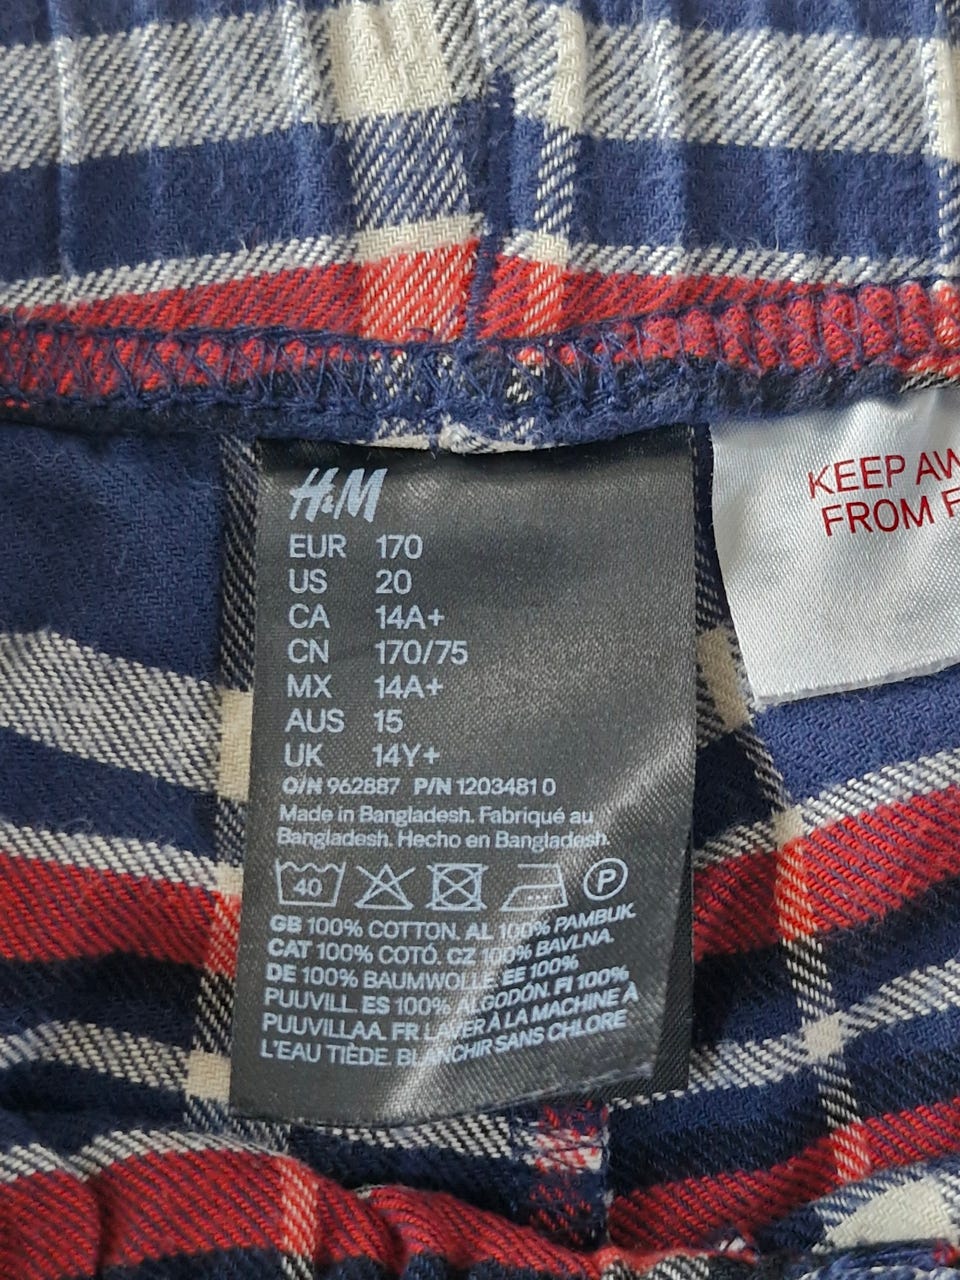 H&M
EUR 170
US 20
CA 14A+
CN 170/75
MX 14A+
AUS 15
UK 14Y+
O/N 962887 P/N 1203481 0
Made in Bangladesh. Fabriqué au
Bangladesh. Hecho en Bangladesh.
40 P
GB 100% COTTON. AL 100% PAMBUK.
CAT 100% COTÓ. CZ 100% BAVLNA.
DE 100% BAUMWOLLE. EE 100%
PUUVILL. ES 100% ALGODÓN. FI 100%
PUUVILLAA. FR LAVER À LA MACHINE À
L'EAU TIÈDE. BLANCHIR SANS CHLORE
KEEP AW
FROM F